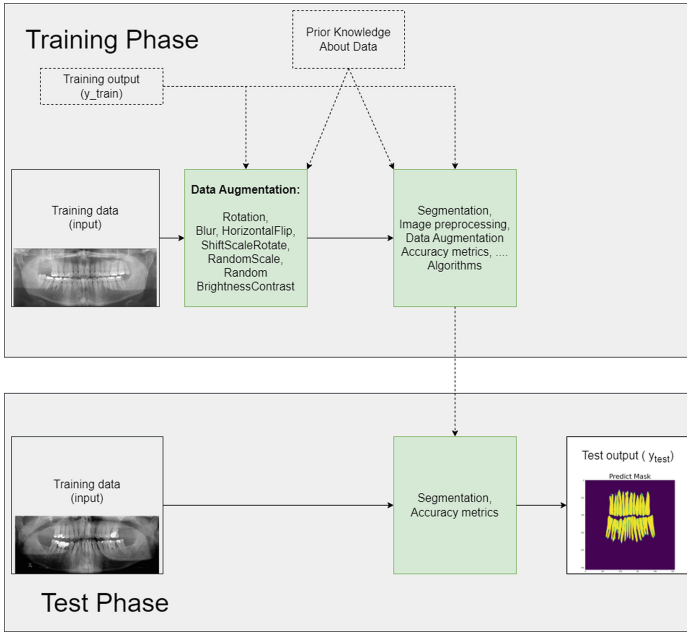 Training Phase
Prior Knowledge
About Data
Training output
(y_train)
Training data
(input)
Data Augmentation:
Rotation,
Blur, HorizontalFlip,
ShiftScaleRotate,
RandomScale,
Random
BrightnessContrast
Segmentation,
Image preprocessing,
Data Augmentation
Accuracy metrics, ....
Algorithms
Training data
(input)
Segmentation,
Accuracy metrics
Test output ( ytest)
Predict Mask
Test Phase